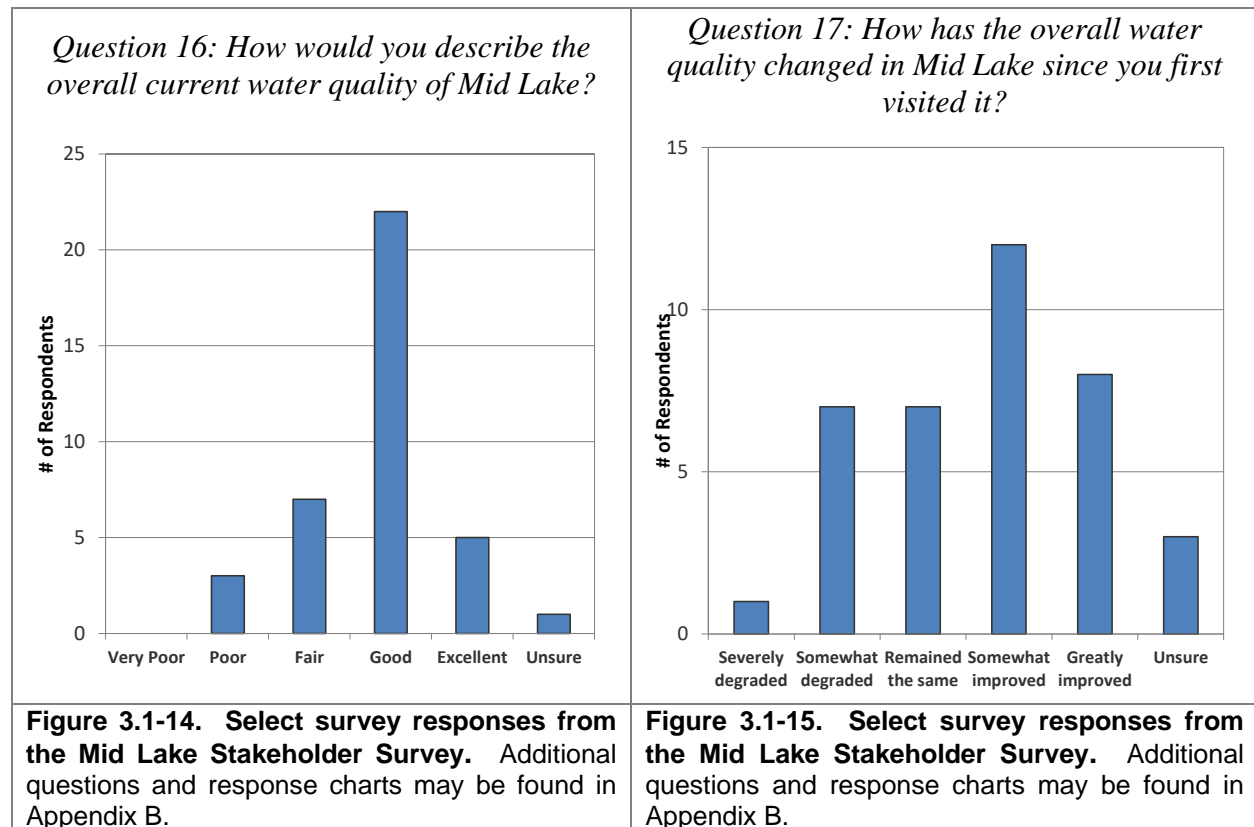 Question 16: How would you describe the
overall current water quality of Mid Lake?
25
20
15
10
5
0
# of Respondents
Very Poor Poor Fair Good Excellent Unsure
Figure 3.1-14. Select survey responses from
the Mid Lake Stakeholder Survey. Additional
questions and response charts may be found in
Appendix B.
Question 17: How has the overall water
quality changed in Mid Lake since you first
visited it?
15
10
5
0
# of Respondents
Severely Somewhat Remained Somewhat Greatly Unsure
degraded degraded the same improved improved
Figure 3.1-15. Select survey responses from
the Mid Lake Stakeholder Survey. Additional
questions and response charts may be found in
Appendix B.